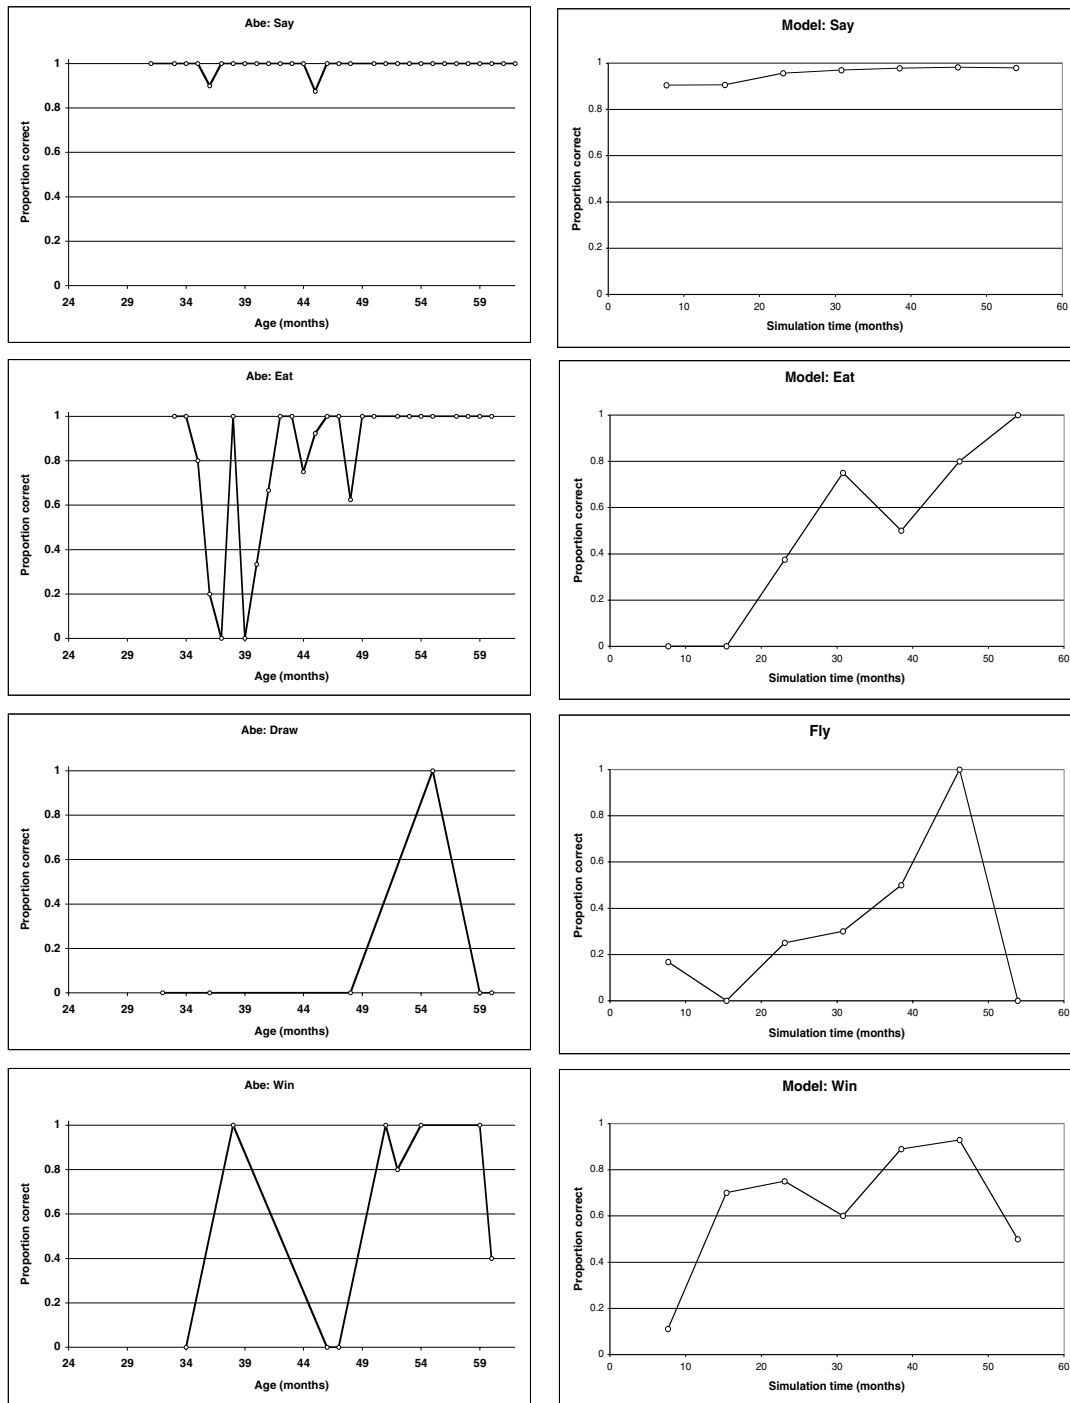 Abe: Say
1
0.8
0.6
0.4
0.2
0
Proportion correct
24 29 34 39 44 49 54 59
Age (months)
Model: Say
1
0.8
0.6
0.4
0.2
0
Proportion correct
0 10 20 30 40 50 60
Simulation time (months)
Abe: Eat
1
0.8
0.6
0.4
0.2
0
Proportion correct
24 29 34 39 44 49 54 59
Age (months)
Model: Eat
1
0.8
0.6
0.4
0.2
0
Proportion correct
0 10 20 30 40 50 60
Simulation time (months)
Abe: Draw
1
0.8
0.6
0.4
0.2
0
Proportion correct
24 29 34 39 44 49 54 59
Age (months)
Fly
1
0.8
0.6
0.4
0.2
0
Proportion correct
0 10 20 30 40 50 60
Simulation time (months)
Abe: Win
1
0.8
0.6
0.4
0.2
0
Proportion correct
24 29 34 39 44 49 54 59
Age (months)
Model: Win
1
0.8
0.6
0.4
0.2
0
Proportion correct
0 10 20 30 40 50 60
Simulation time (months)